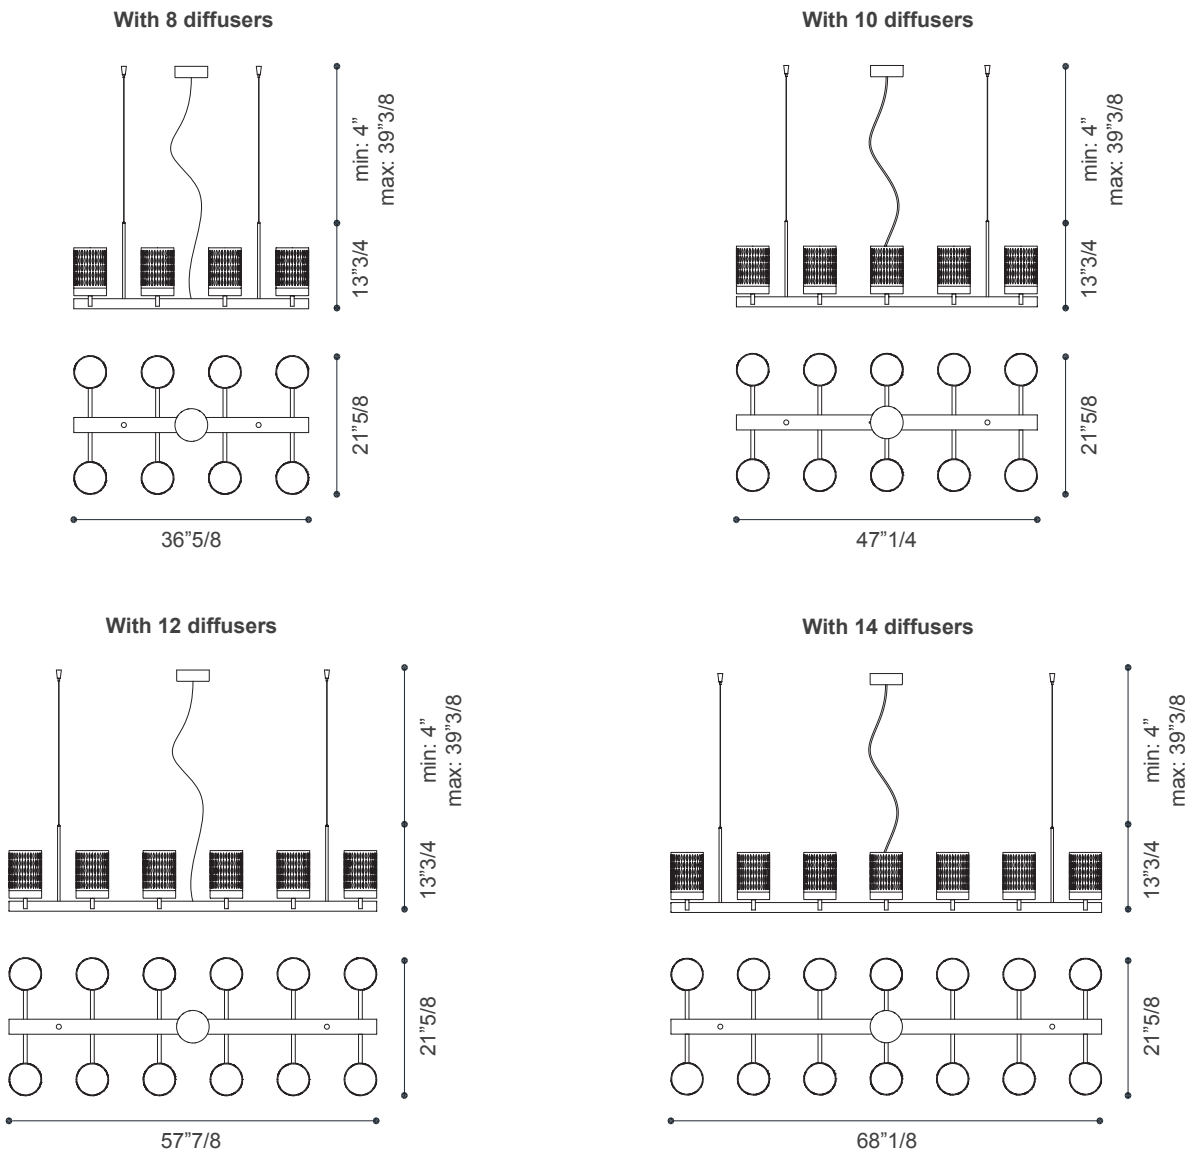 With 8 diffusers
min: 4”
max: 39”3/8
13”3/4
21”5/8
36”5/8
With 10 diffusers
min: 4”
max: 39”3/8
13”3/4
21”5/8
47”1/4
With 12 diffusers
min: 4”
max: 39”3/8
13”3/4
21”5/8
57”7/8
With 14 diffusers
min: 4”
max: 39”3/8
13”3/4
21”5/8
68”1/8